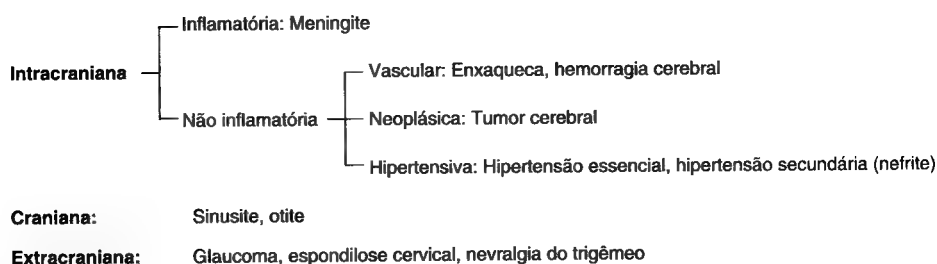 Inflamatória: Meningite
Intracraniana
Vascular: Enxaqueca, hemorragia cerebral
Não inflamatória
Neoplásica: Tumor cerebral
Hipertensiva: Hipertensão essencial, hipertensão secundária (nefrite)
Craniana: Sinusite, otite
Extracraniana: Glaucoma, espondilose cervical, nevralgia do trigêmeo